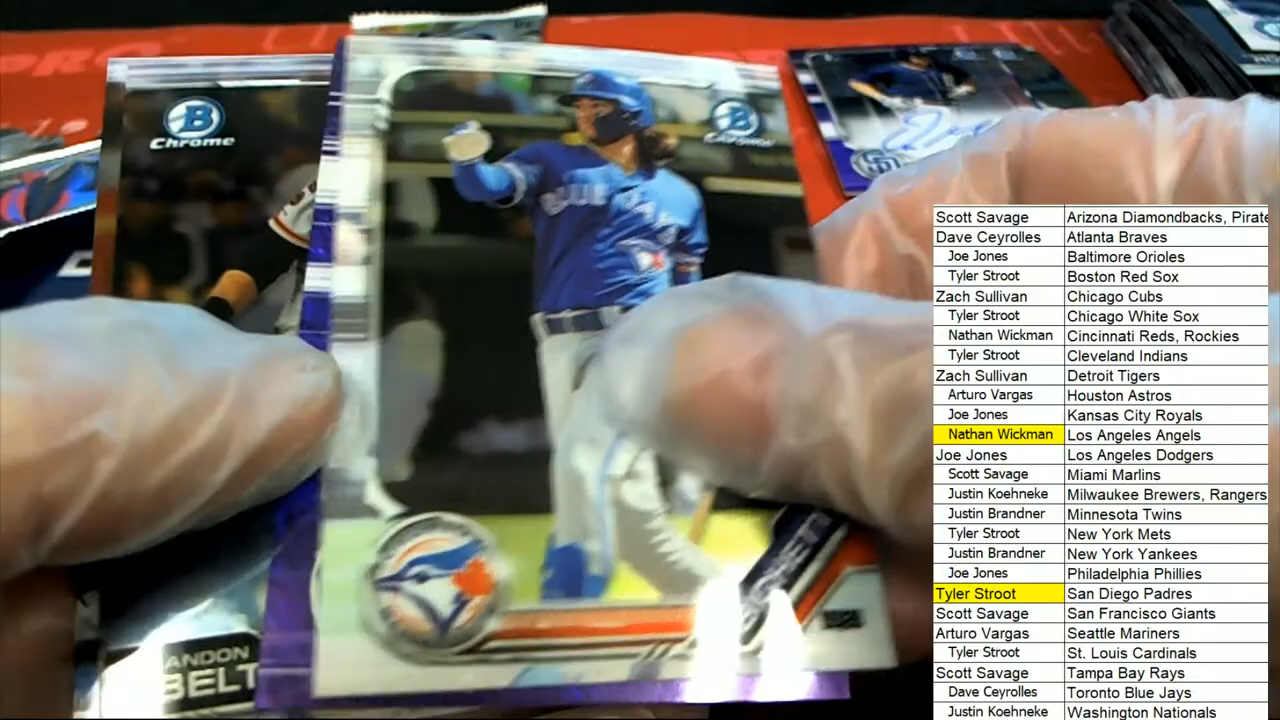 B
Chrome
B
Chrome
BLUE JAYS
ANDON
BELT
Scott Savage Arizona Diamondbacks, Pirate
Dave Ceyrolles Atlanta Braves
Joe Jones Baltimore Orioles
Tyler Stroot Boston Red Sox
Zach Sullivan Chicago Cubs
Tyler Stroot Chicago White Sox
Nathan Wickman Cincinnati Reds, Rockies
Tyler Stroot Cleveland Indians
Zach Sullivan Detroit Tigers
Arturo Vargas Houston Astros
Joe Jones Kansas City Royals
Nathan Wickman Los Angeles Angels
Joe Jones Los Angeles Dodgers
Scott Savage Miami Marlins
Justin Koehneke Milwaukee Brewers, Rangers
Justin Brandner Minnesota Twins
Tyler Stroot New York Mets
Justin Brandner New York Yankees
Joe Jones Philadelphia Phillies
Tyler Stroot San Diego Padres
Scott Savage San Francisco Giants
Arturo Vargas Seattle Mariners
Tyler Stroot St. Louis Cardinals
Scott Savage Tampa Bay Rays
Dave Ceyrolles Toronto Blue Jays
Justin Koehneke Washington Nationals